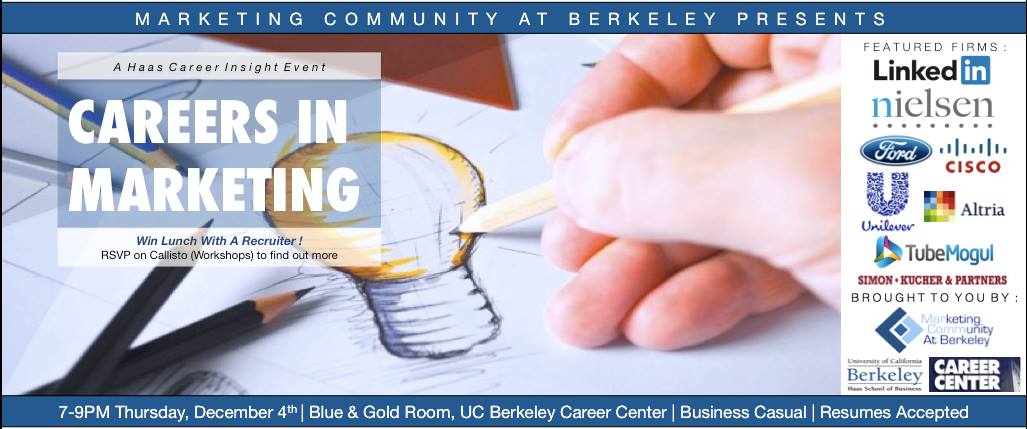 MARKETING COMMUNITY AT BERKELEY PRESENTS
A Haas Career Insight Event
CAREERS IN
MARKETING
Win Lunch With A Recruiter !
RSVP on Callisto (Workshops) to find out more
FEATURED FIRMS :
Linked in
nielsen
Ford
CISCO
Unilever
Altria
TubeMogul
SIMON • KUCHER & PARTNERS
BROUGHT TO YOU BY :
Marketing
Community
At Berkeley
University of California
Berkeley
Haas School of Business
CAREER
CENTER
7-9PM Thursday, December 4th | Blue & Gold Room, UC Berkeley Career Center | Business Casual | Resumes Accepted